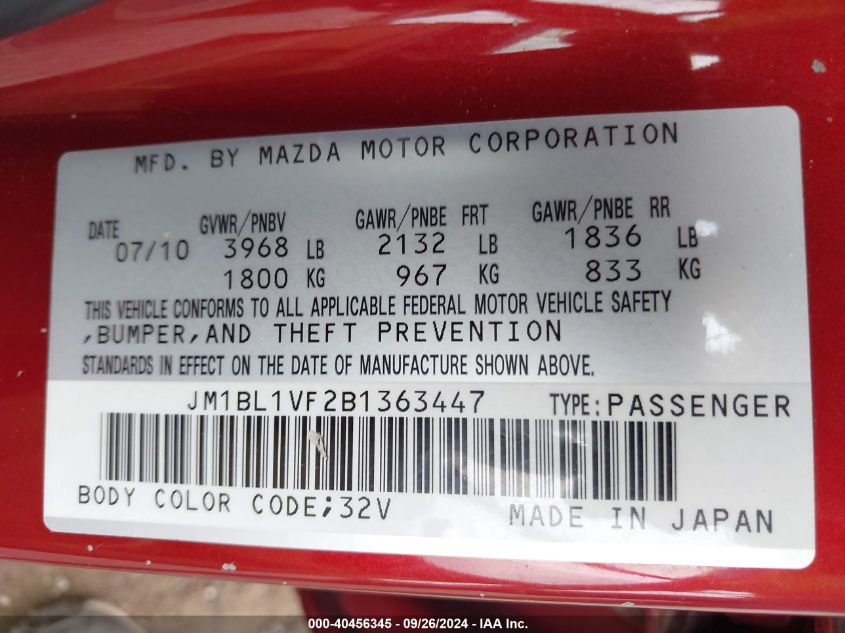 MFD. BY MAZDA MOTOR CORPORATION
DATE GVWR/PNBV GAWR/PNBE FRT GAWR/PNBE RR
07/10 3968 LB 2132 LB 1836 LB
1800 KG 967 KG 833 KG
THIS VEHICLE CONFORMS TO ALL APPLICABLE FEDERAL MOTOR VEHICLE SAFETY
,BUMPER,AND THEFT PREVENTION
STANDARDS IN EFFECT ON THE DATE OF MANUFACTURE SHOWN ABOVE.
JM1BL1VF2B1363447 TYPE:PASSENGER
BODY COLOR CODE;32V MADE IN JAPAN
000-40456345 / 09/26/2024 - IAA Inc.